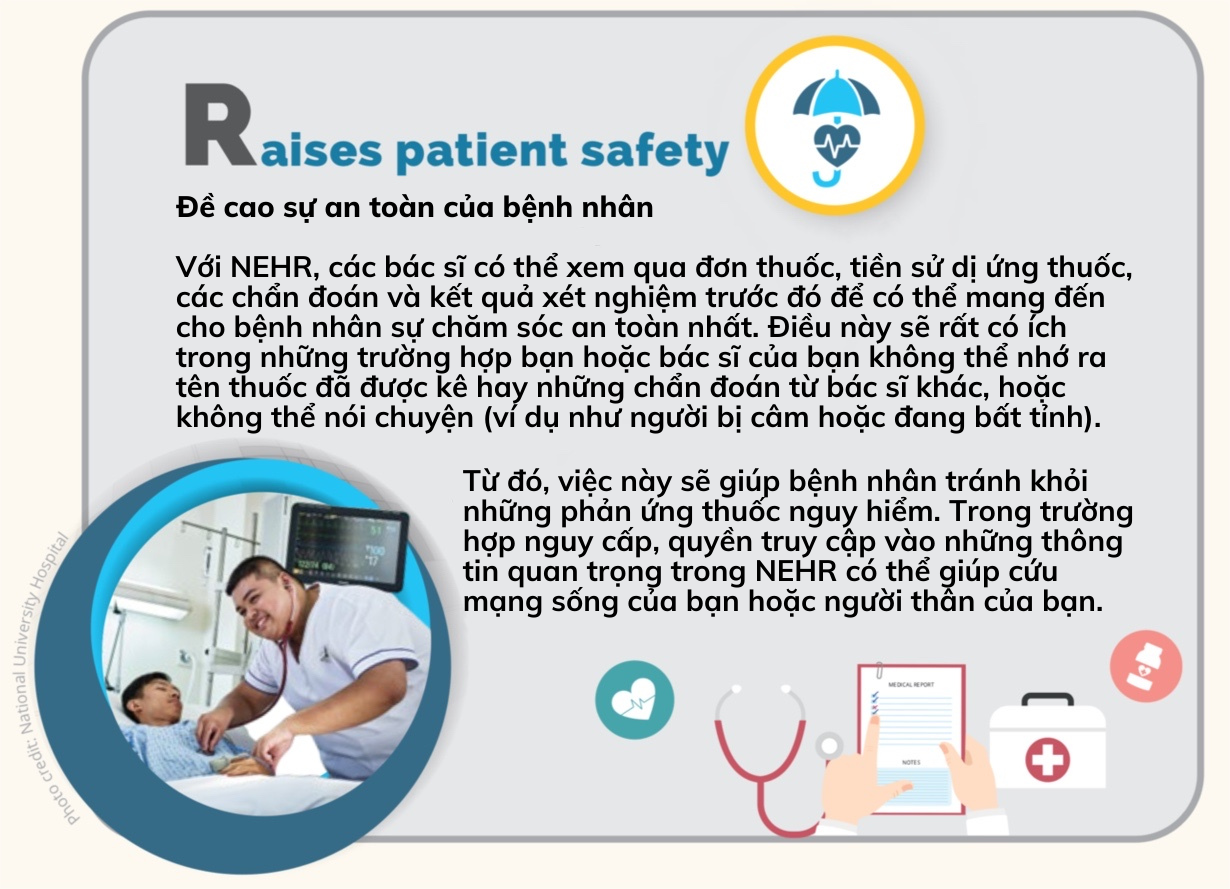 Raises patient safety
Đề cao sự an toàn của bệnh nhân
Với NEHR, các bác sĩ có thể xem qua đơn thuốc, tiền sử dị ứng thuốc,
các chẩn đoán và kết quả xét nghiệm trước đó để có thể mang đến
cho bệnh nhân sự chăm sóc an toàn nhất. Điều này sẽ rất có ích
trong những trường hợp bạn hoặc bác sĩ của bạn không thể nhớ ra
tên thuốc đã được kê hay những chẩn đoán từ bác sĩ khác, hoặc
không thể nói chuyện (ví dụ như người bị câm hoặc đang bất tỉnh).
Từ đó, việc này sẽ giúp bệnh nhân tránh khỏi
những phản ứng thuốc nguy hiểm. Trong trường
hợp nguy cấp, quyền truy cập vào những thông
tin quan trọng trong NEHR có thể giúp cứu
mạng sống của bạn hoặc người thân của bạn.
Photo credit: National University Hospital
51
100
17
MEDICAL REPORT
NOTES